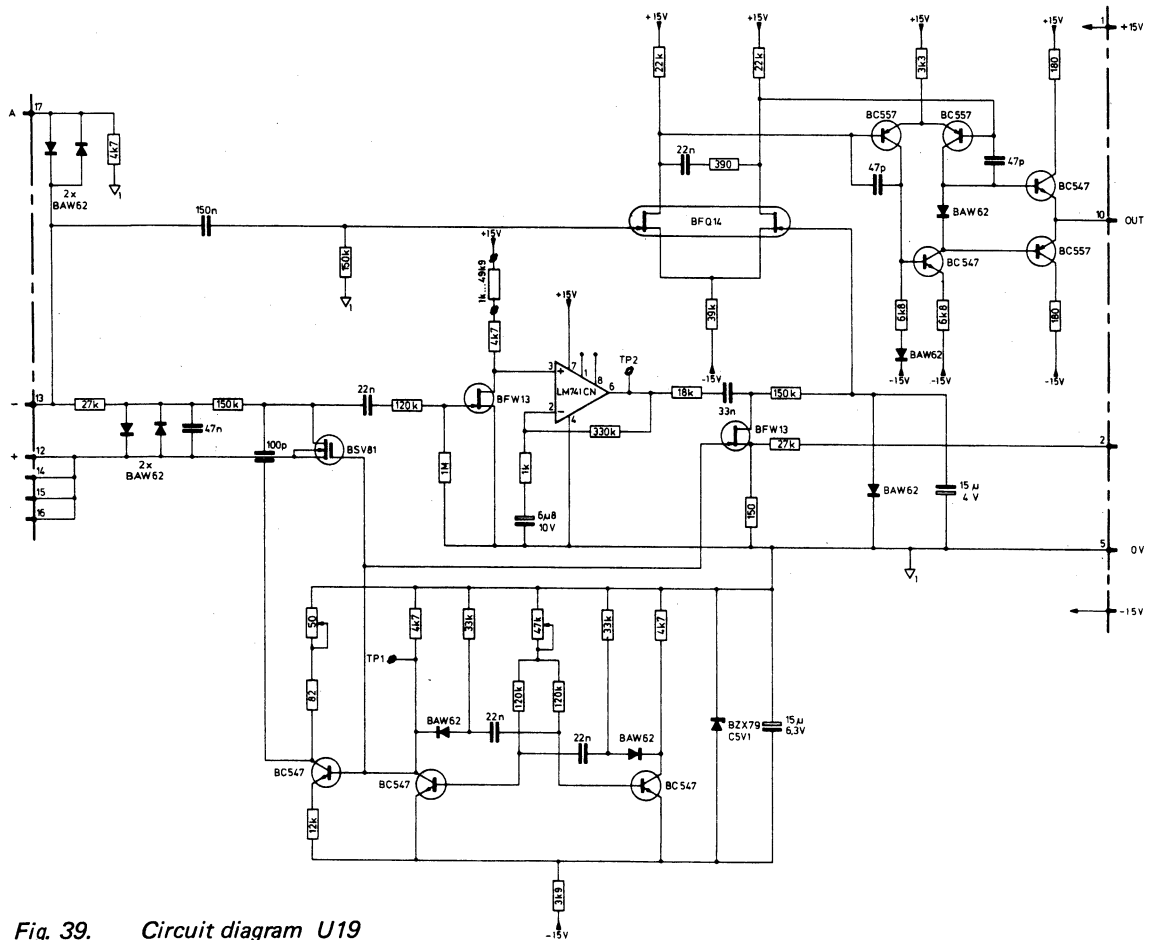 +15V
+15V
+15V
+15V
1
+15V
22k
22k
3k3
180
A
17
4k7
1
2x
BAW62
BC557
BC557
22n
390
47p
47p
BC547
150n
BFQ14
BAW62
10
OUT
+15V
150k
1
1k...49k9
+15V
39k
BC547
BC557
4k7
TP2
6k8
6k8
180
3
+
7
1
8
6
LM741CN
2
-
4
-15V
BAW62
-15V
-15V
-15V
-
13
27k
150k
22n
120k
BFW13
18k
33n
150k
47n
330k
BFW13
27k
2
+
12
14
15
16
2x
BAW62
100p
BSV81
1M
1k
BAW62
15µ
4V
6µ8
10V
150
5
0V
1
-15V
50
4k7
33k
47k
33k
4k7
TP1
82
120k
120k
BAW62
22n
22n
BAW62
BZX79
C5V1
15µ
6,3V
BC547
BC547
BC547
12k
3k9
-15V
Fig. 39. Circuit diagram U19